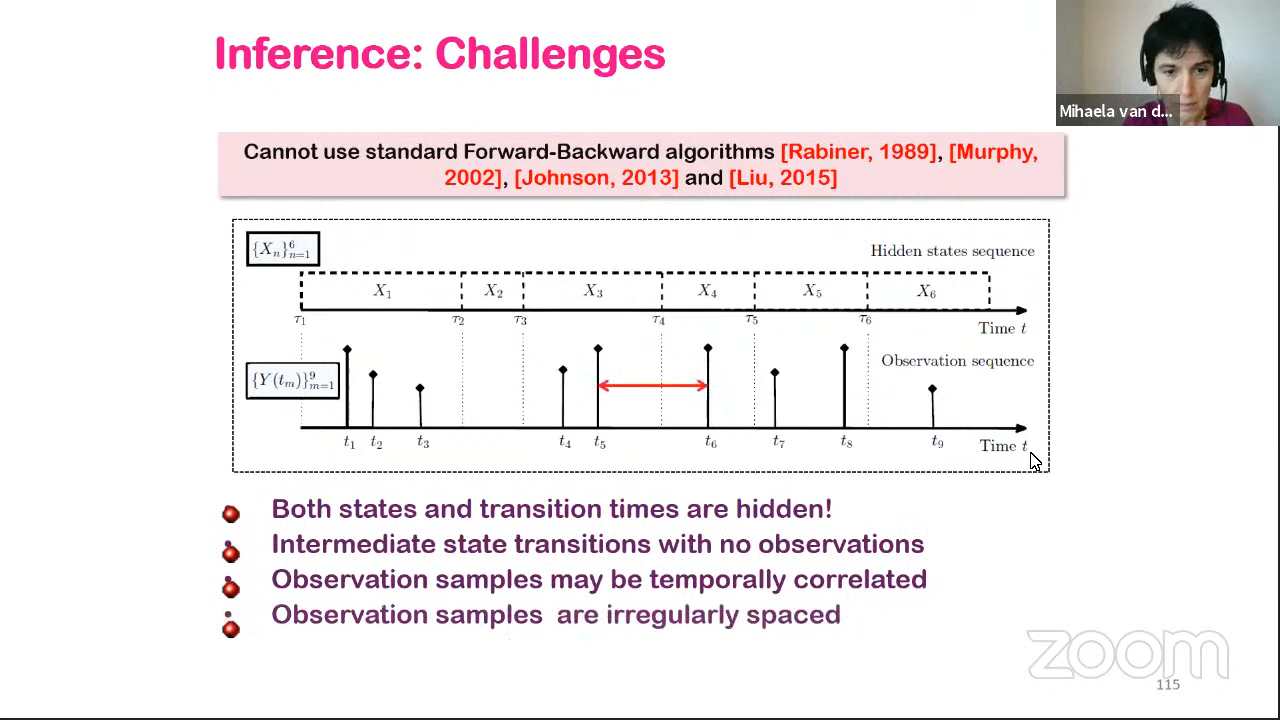 Inference: Challenges
Mihaela van d...
Cannot use standard Forward-Backward algorithms [Rabiner, 1989], [Murphy,
2002], [Johnson, 2013] and [Liu, 2015]
{X_n}^6_{n=1}
Hidden states sequence
X_1 X_2 X_3 X_4 X_5 X_6
τ_1 τ_2 τ_3 τ_4 τ_5 τ_6
Time t
Observation sequence
{Y(t_m)}^9_{m=1}
t_1 t_2 t_3 t_4 t_5 t_6 t_7 t_8 t_9
Time t
Both states and transition times are hidden!
Intermediate state transitions with no observations
Observation samples may be temporally correlated
Observation samples are irregularly spaced
zoom
115